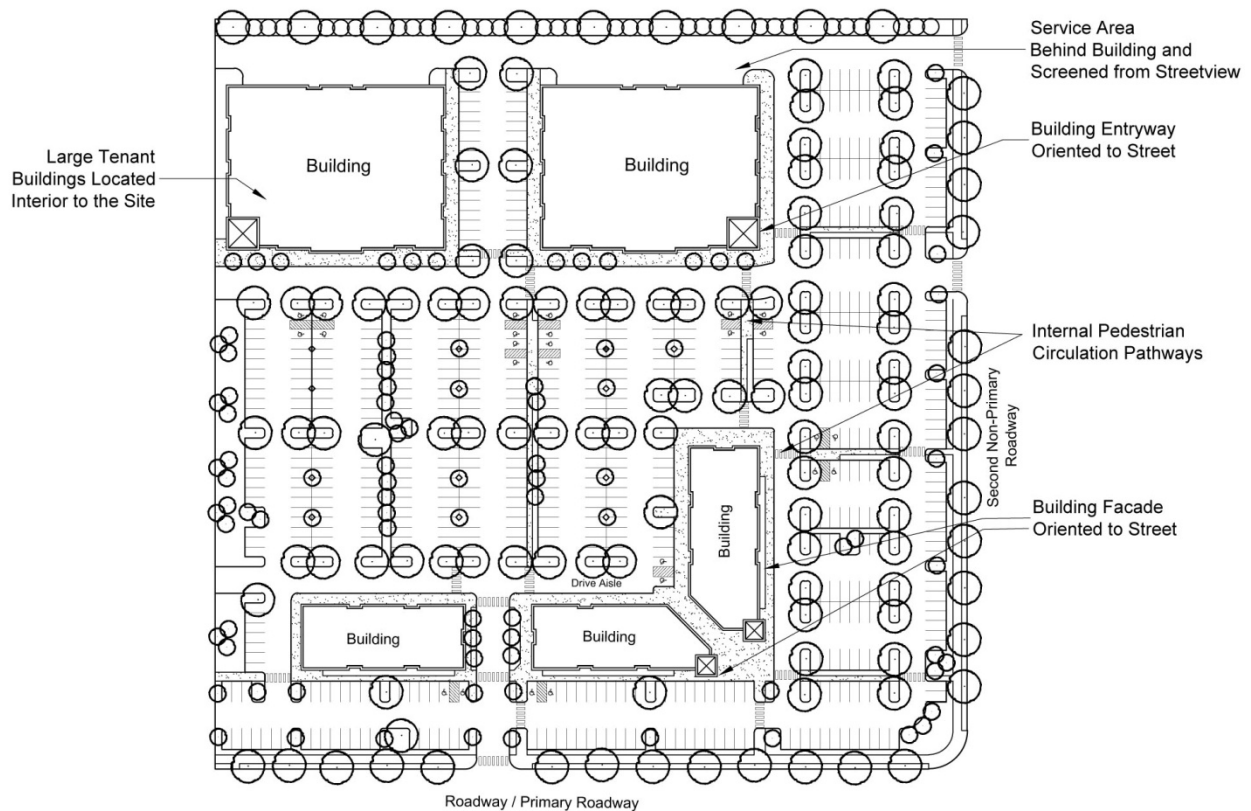 Service Area
Behind Building and
Screened from Streetview
Building Entryway
Oriented to Street
Large Tenant
Buildings Located
Interior to the Site
Building
Building
Internal Pedestrian
Circulation Pathways
Second Non-Primary
Roadway
Building Facade
Oriented to Street
Building
Drive Aisle
Building
Building
Roadway / Primary Roadway